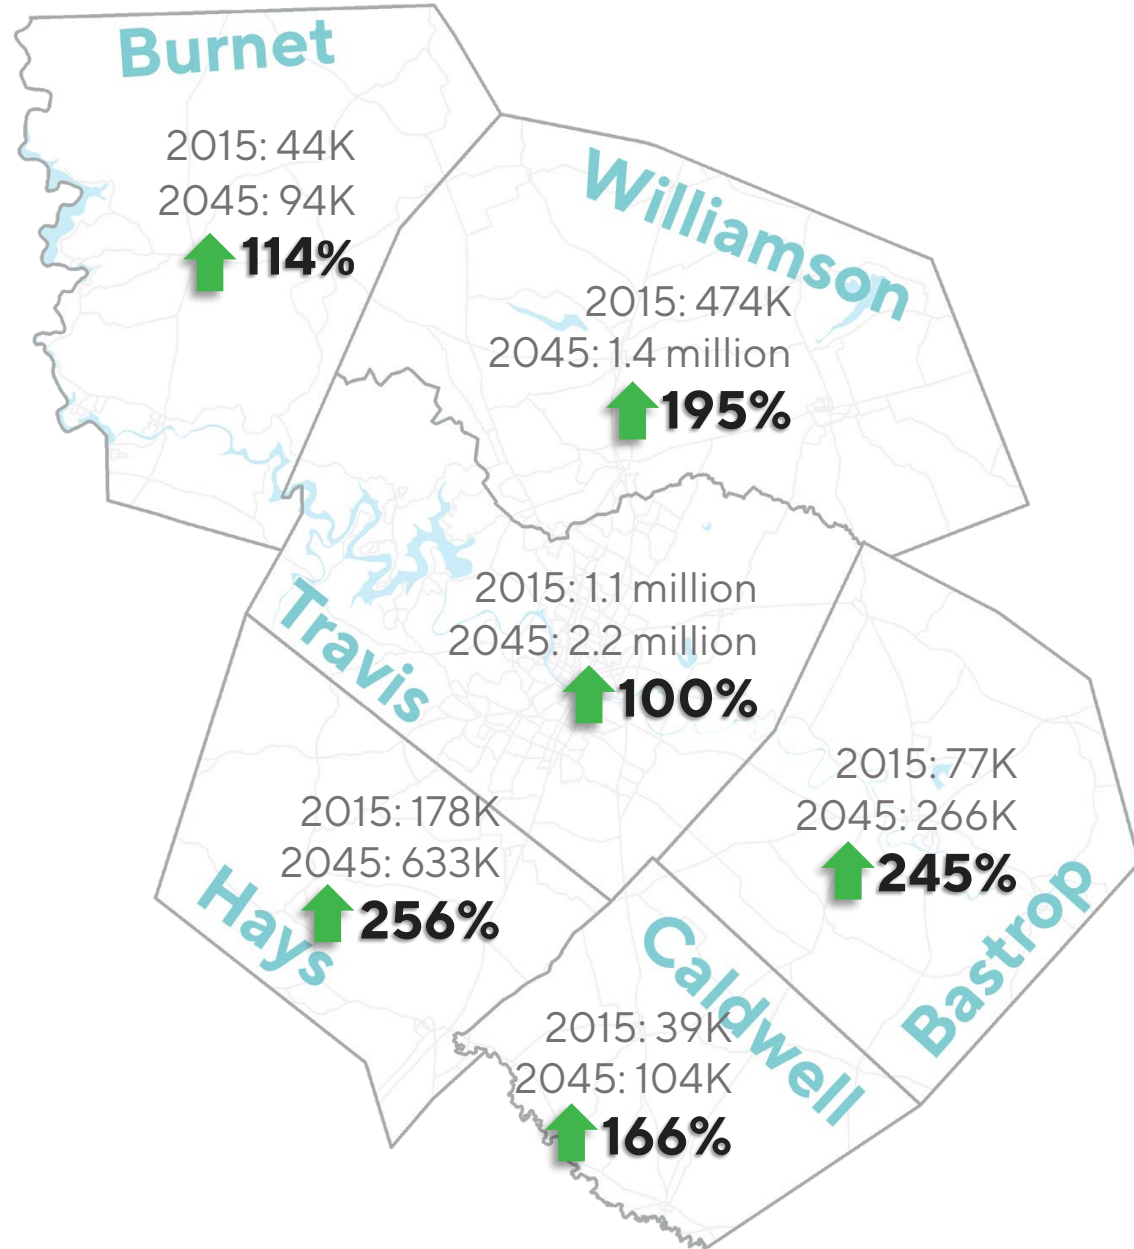 Burnet
2015: 44K
2045: 94K
114%
Williamson
2015: 474K
2045: 1.4 million
195%
Travis
2015: 1.1 million
2045: 2.2 million
100%
2015: 77K
2045: 266K
245%
Bastrop
2015: 178K
2045: 633K
256%
Hays
Caldwell
2015: 39K
2045: 104K
166%